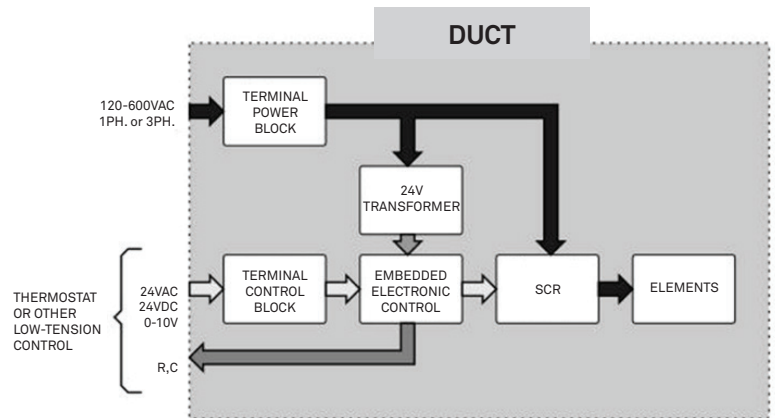 DUCT
120-600VAC
1PH. or 3PH.
TERMINAL
POWER
BLOCK
24V
TRANSFORMER
THERMOSTAT
OR OTHER
LOW-TENSION
CONTROL
24VAC
24VDC
0-10V
R,C
TERMINAL
CONTROL
BLOCK
EMBEDDED
ELECTRONIC
CONTROL
SCR
ELEMENTS